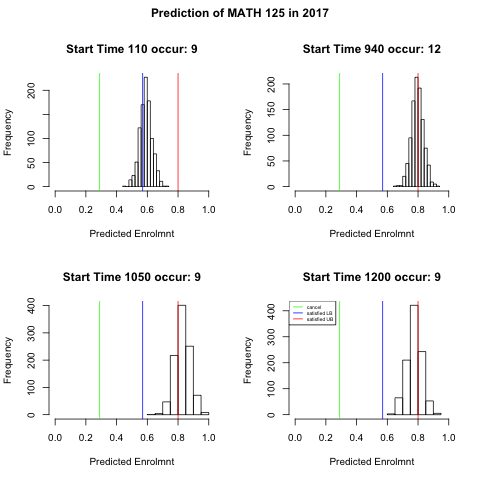 Prediction of MATH 125 in 2017
Start Time 110 occur: 9
Frequency
0 50 100 200
0.0 0.2 0.4 0.6 0.8 1.0
Predicted Enrolmnt
Start Time 940 occur: 12
Frequency
0 50 100 150 200
0.0 0.2 0.4 0.6 0.8 1.0
Predicted Enrolmnt
Start Time 1050 occur: 9
Frequency
0 100 200 300 400
0.0 0.2 0.4 0.6 0.8 1.0
Predicted Enrolmnt
Start Time 1200 occur: 9
cancel
satisfied LB
satisfied UB
Frequency
0 100 200 300 400
0.0 0.2 0.4 0.6 0.8 1.0
Predicted Enrolmnt